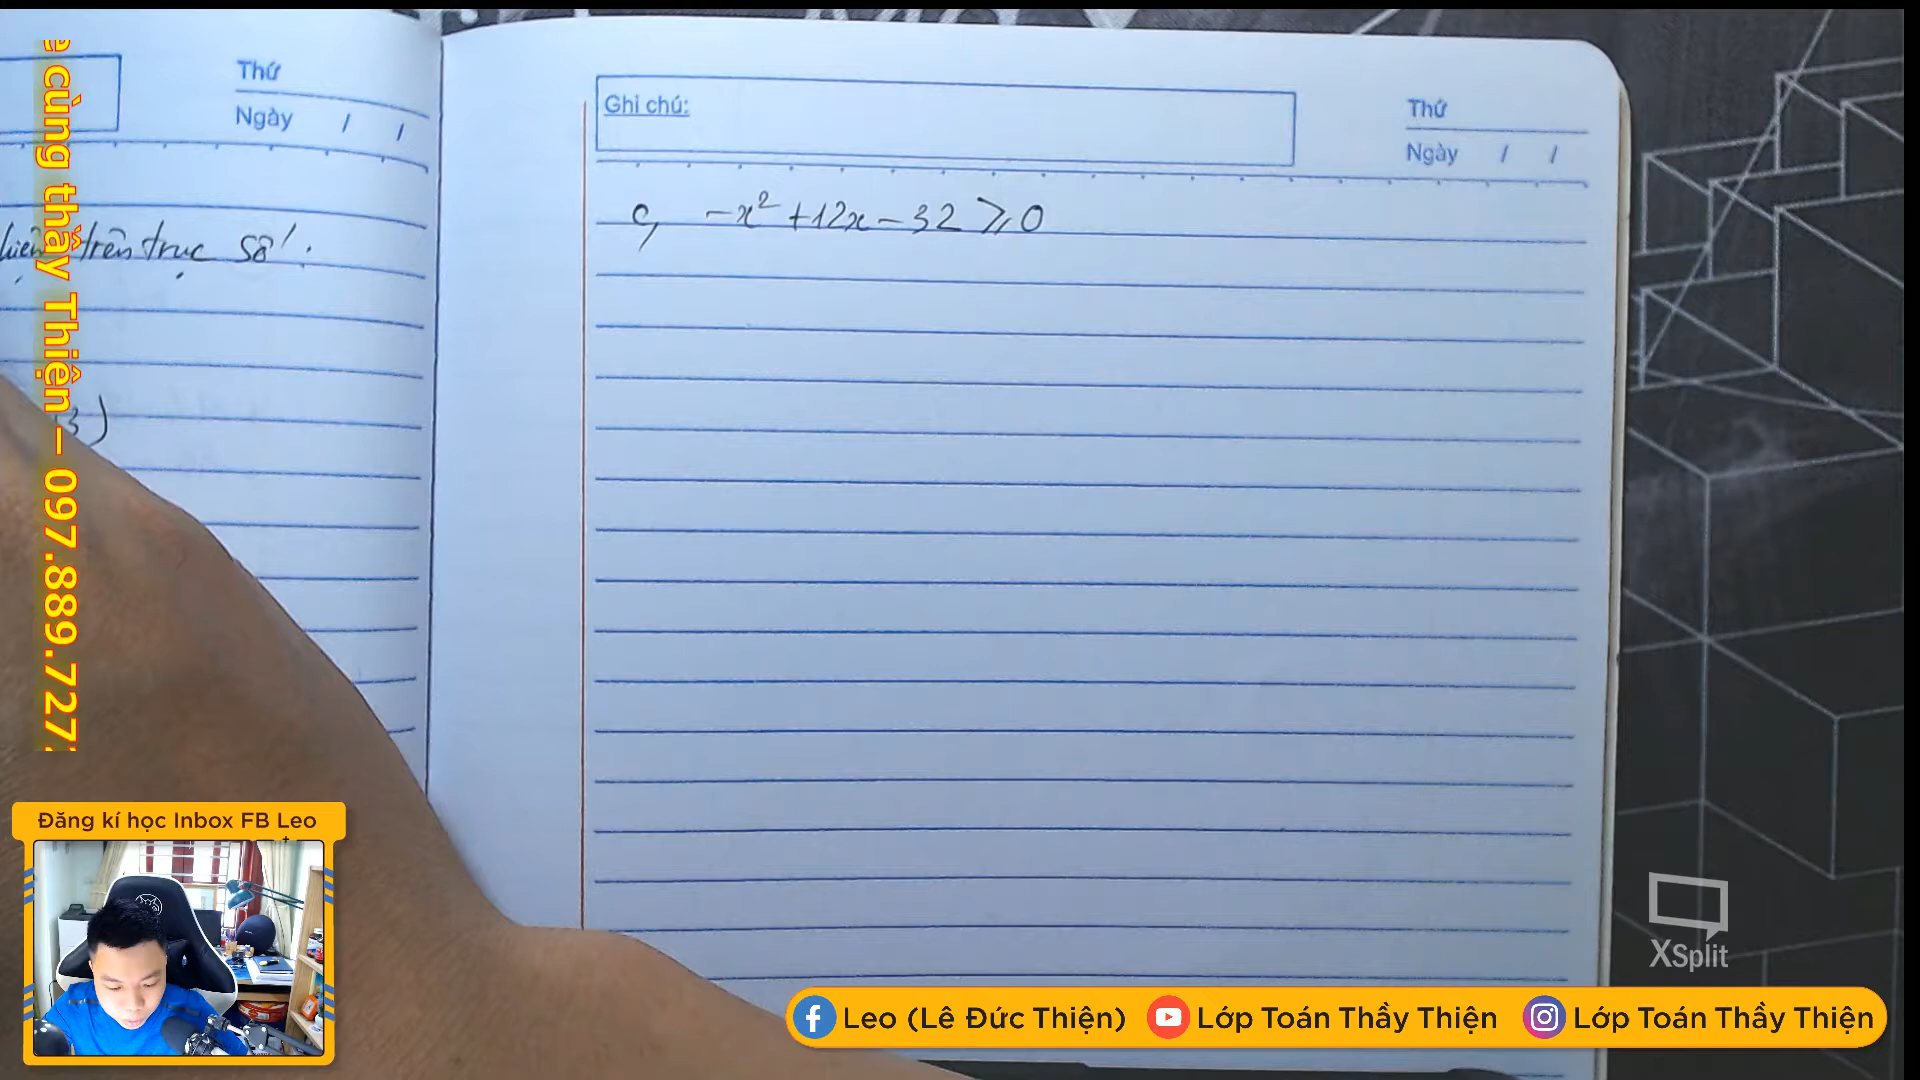 cùng thầy Thiện – 097.889.727
Thứ
Ngày / /
trên trục số.
3)
Ghi chú:
Thứ
Ngày / /
c, -x² + 12x - 32 ⩾ 0
Đăng kí học Inbox FB Leo
XSplit
Leo (Lê Đức Thiện)
Lớp Toán Thầy Thiện
Lớp Toán Thầy Thiện